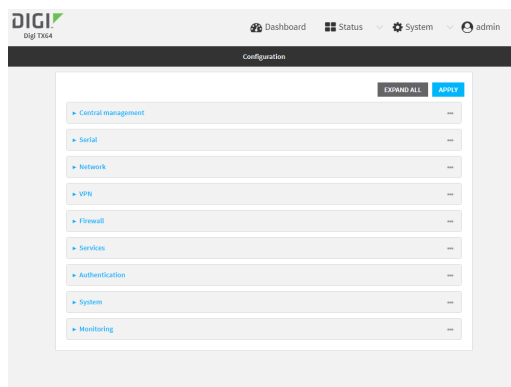 DIGI
Digi TX64
Dashboard Status System admin
Configuration
EXPAND ALL APPLY
Central management
Serial
Network
VPN
Firewall
Services
Authentication
System
Monitoring